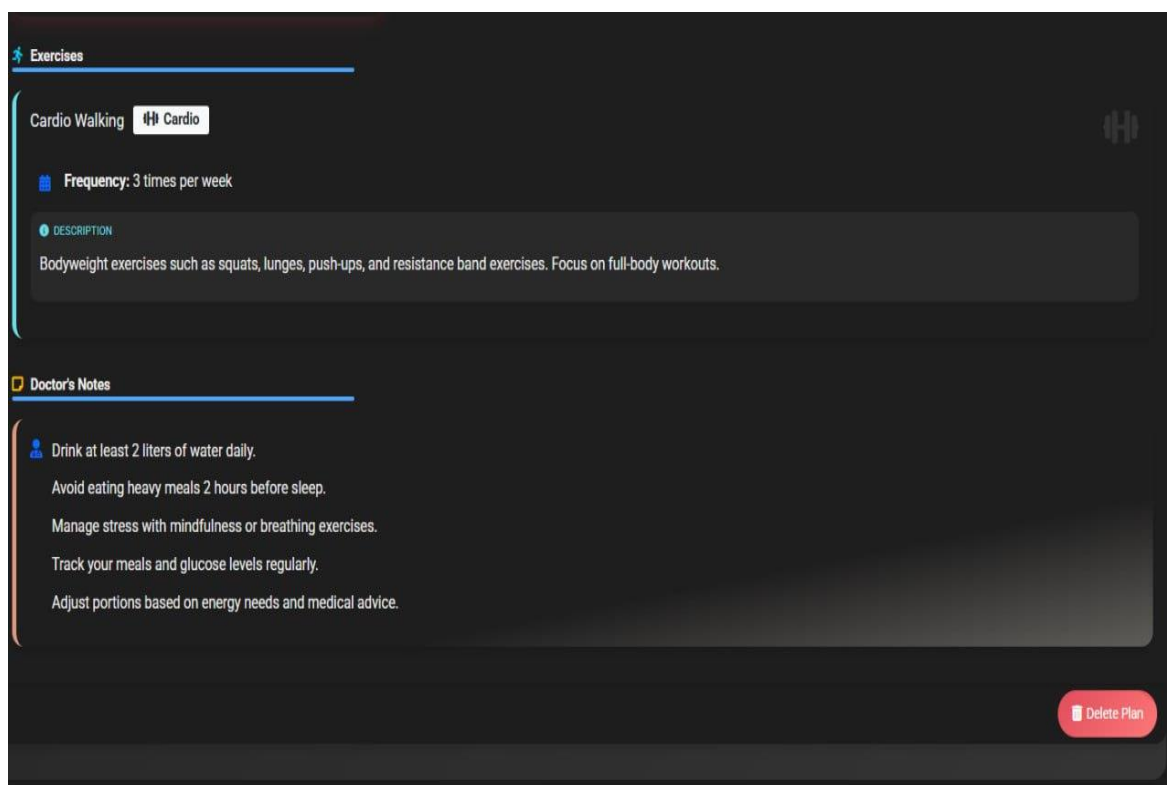 Exercises
Cardio Walking Cardio
Frequency: 3 times per week
DESCRIPTION
Bodyweight exercises such as squats, lunges, push-ups, and resistance band exercises. Focus on full-body workouts.
Doctor's Notes
Drink at least 2 liters of water daily.
Avoid eating heavy meals 2 hours before sleep.
Manage stress with mindfulness or breathing exercises.
Track your meals and glucose levels regularly.
Adjust portions based on energy needs and medical advice.
Delete Plan